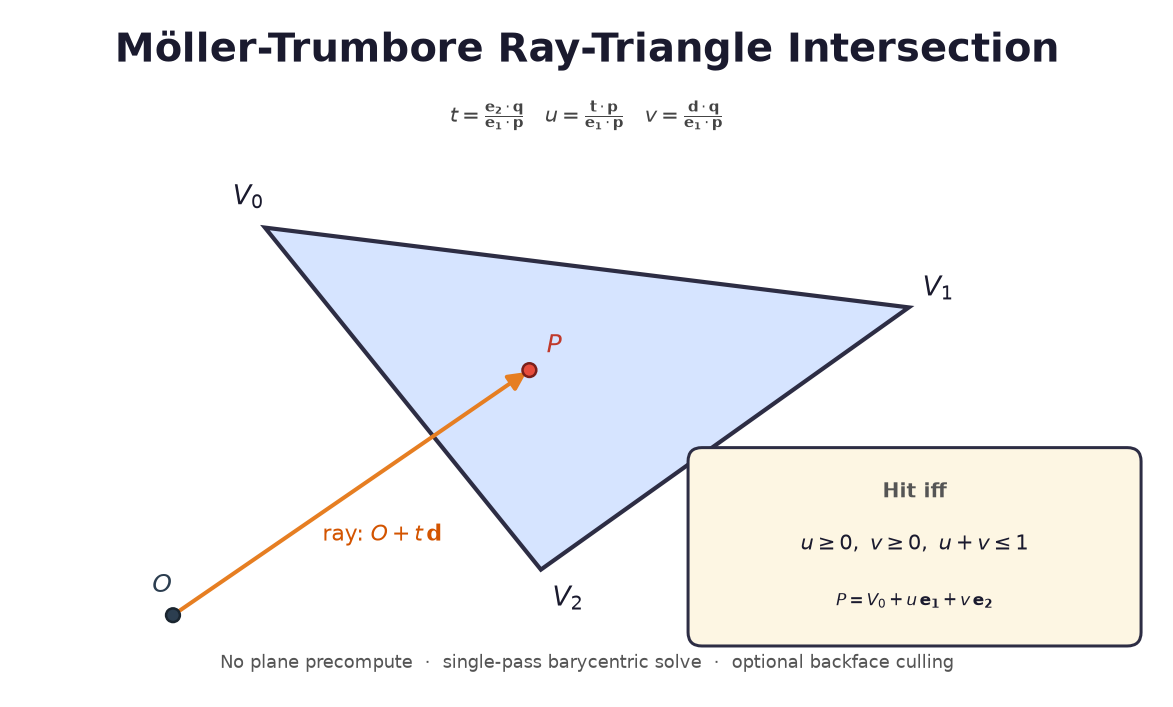 Möller-Trumbore Ray-Triangle Intersection
t = e₂·q / e₁·p   u = t·p / e₁·p   v = d·q / e₁·p
V₀
V₁
P
Hit iff
u ≥ 0, v ≥ 0, u + v ≤ 1
ray: O + t d
O
V₂
P = V₀ + u e₁ + v e₂
No plane precompute · single-pass barycentric solve · optional backface culling